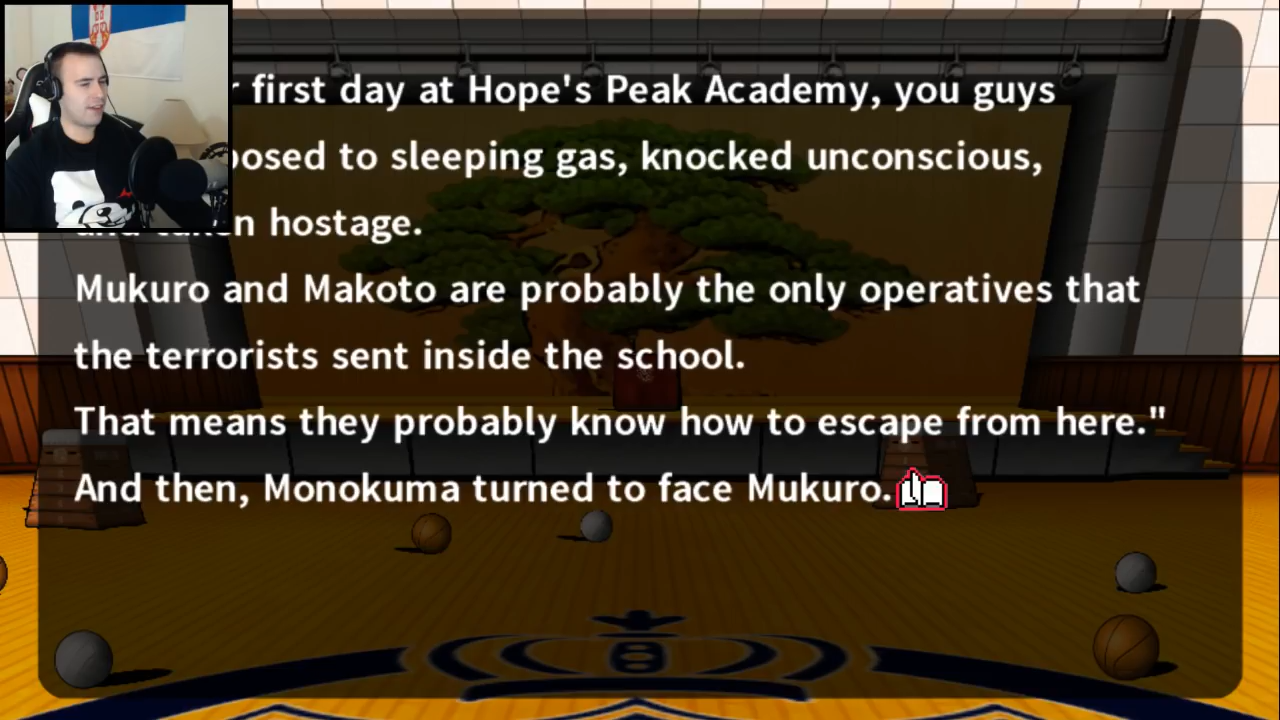 first day at Hope's Peak Academy, you guys
to sleeping gas, knocked unconscious,
hostage.
Mukuro and Makoto are probably the only operatives that
the terrorists sent inside the school.
That means they probably know how to escape from here."
And then, Monokuma turned to face Mukuro.